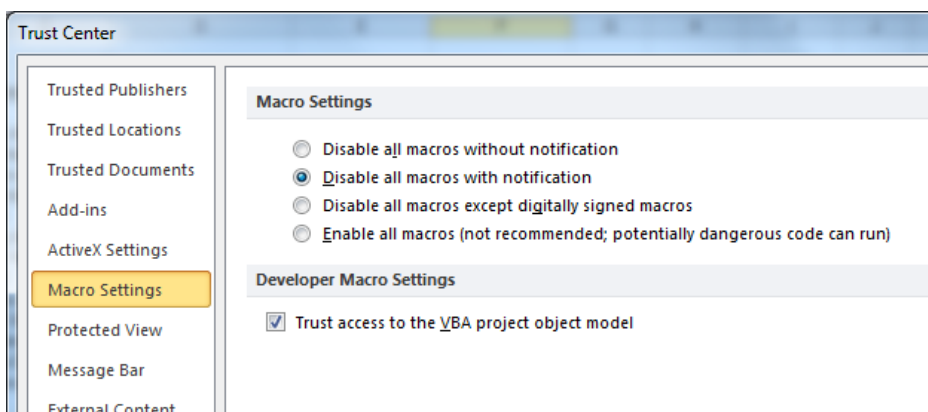 Trust Center
Trusted Publishers
Trusted Locations
Trusted Documents
Add-ins
ActiveX Settings
Macro Settings
Protected View
Message Bar
External Content
Macro Settings
Disable all macros without notification
Disable all macros with notification
Disable all macros except digitally signed macros
Enable all macros (not recommended; potentially dangerous code can run)
Developer Macro Settings
Trust access to the VBA project object model